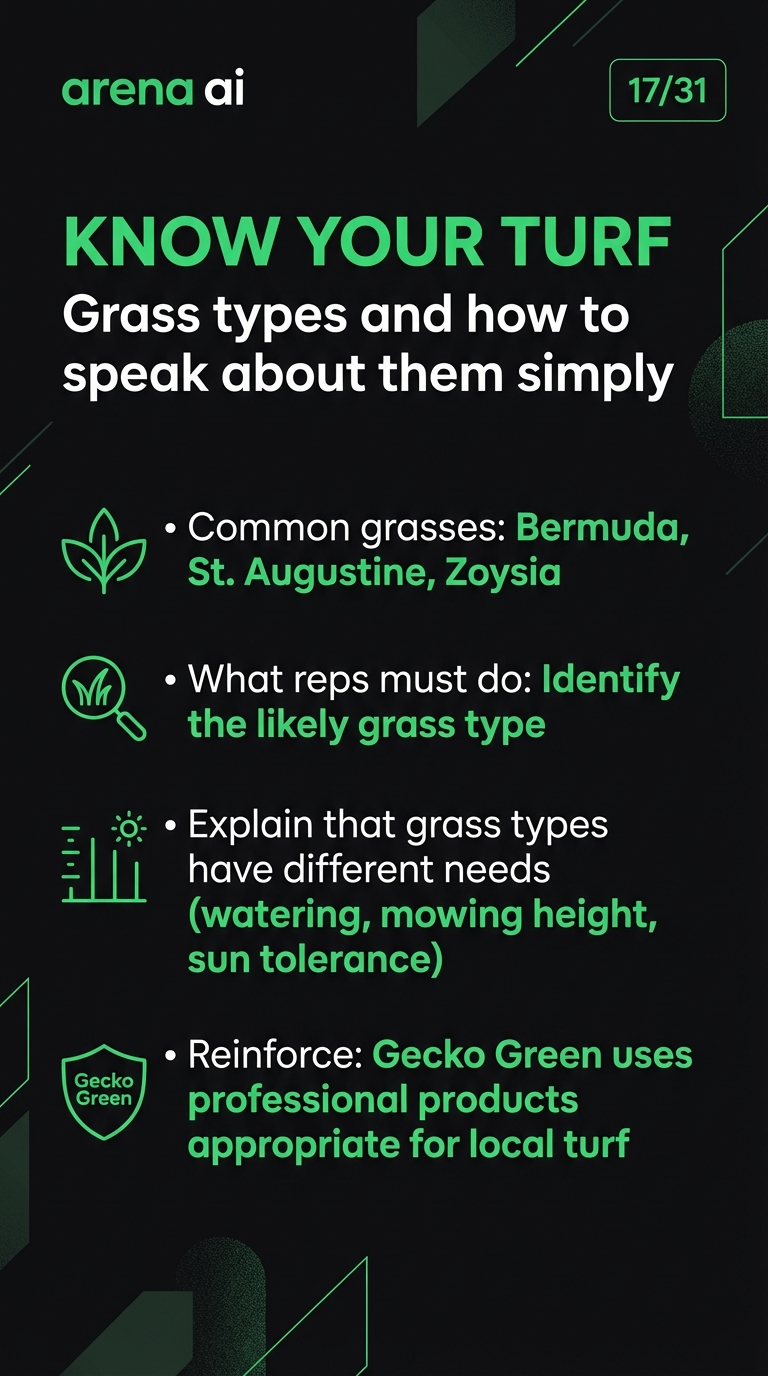 arena ai
17/31
KNOW YOUR TURF
Grass types and how to
speak about them simply
• Common grasses: Bermuda,
St. Augustine, Zoysia
• What reps must do: Identify
the likely grass type
• Explain that grass types
have different needs
(watering, mowing height,
sun tolerance)
Gecko
Green
• Reinforce: Gecko Green uses
professional products
appropriate for local turf